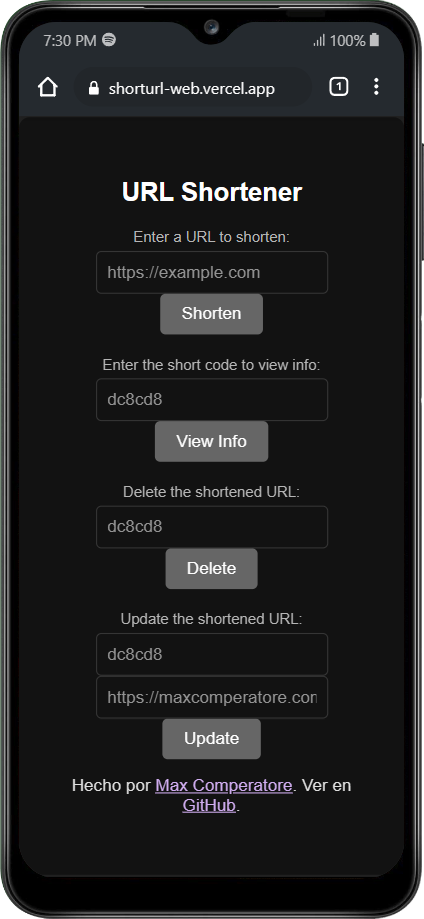 7:30 PM
100%
shorturl-web.vercel.app
1
URL Shortener
Enter a URL to shorten:
https://example.com
Shorten
Enter the short code to view info:
dc8cd8
View Info
Delete the shortened URL:
dc8cd8
Delete
Update the shortened URL:
dc8cd8
https://maxcomperatore.com
Update
Hecho por Max Comperatore. Ver en
GitHub.